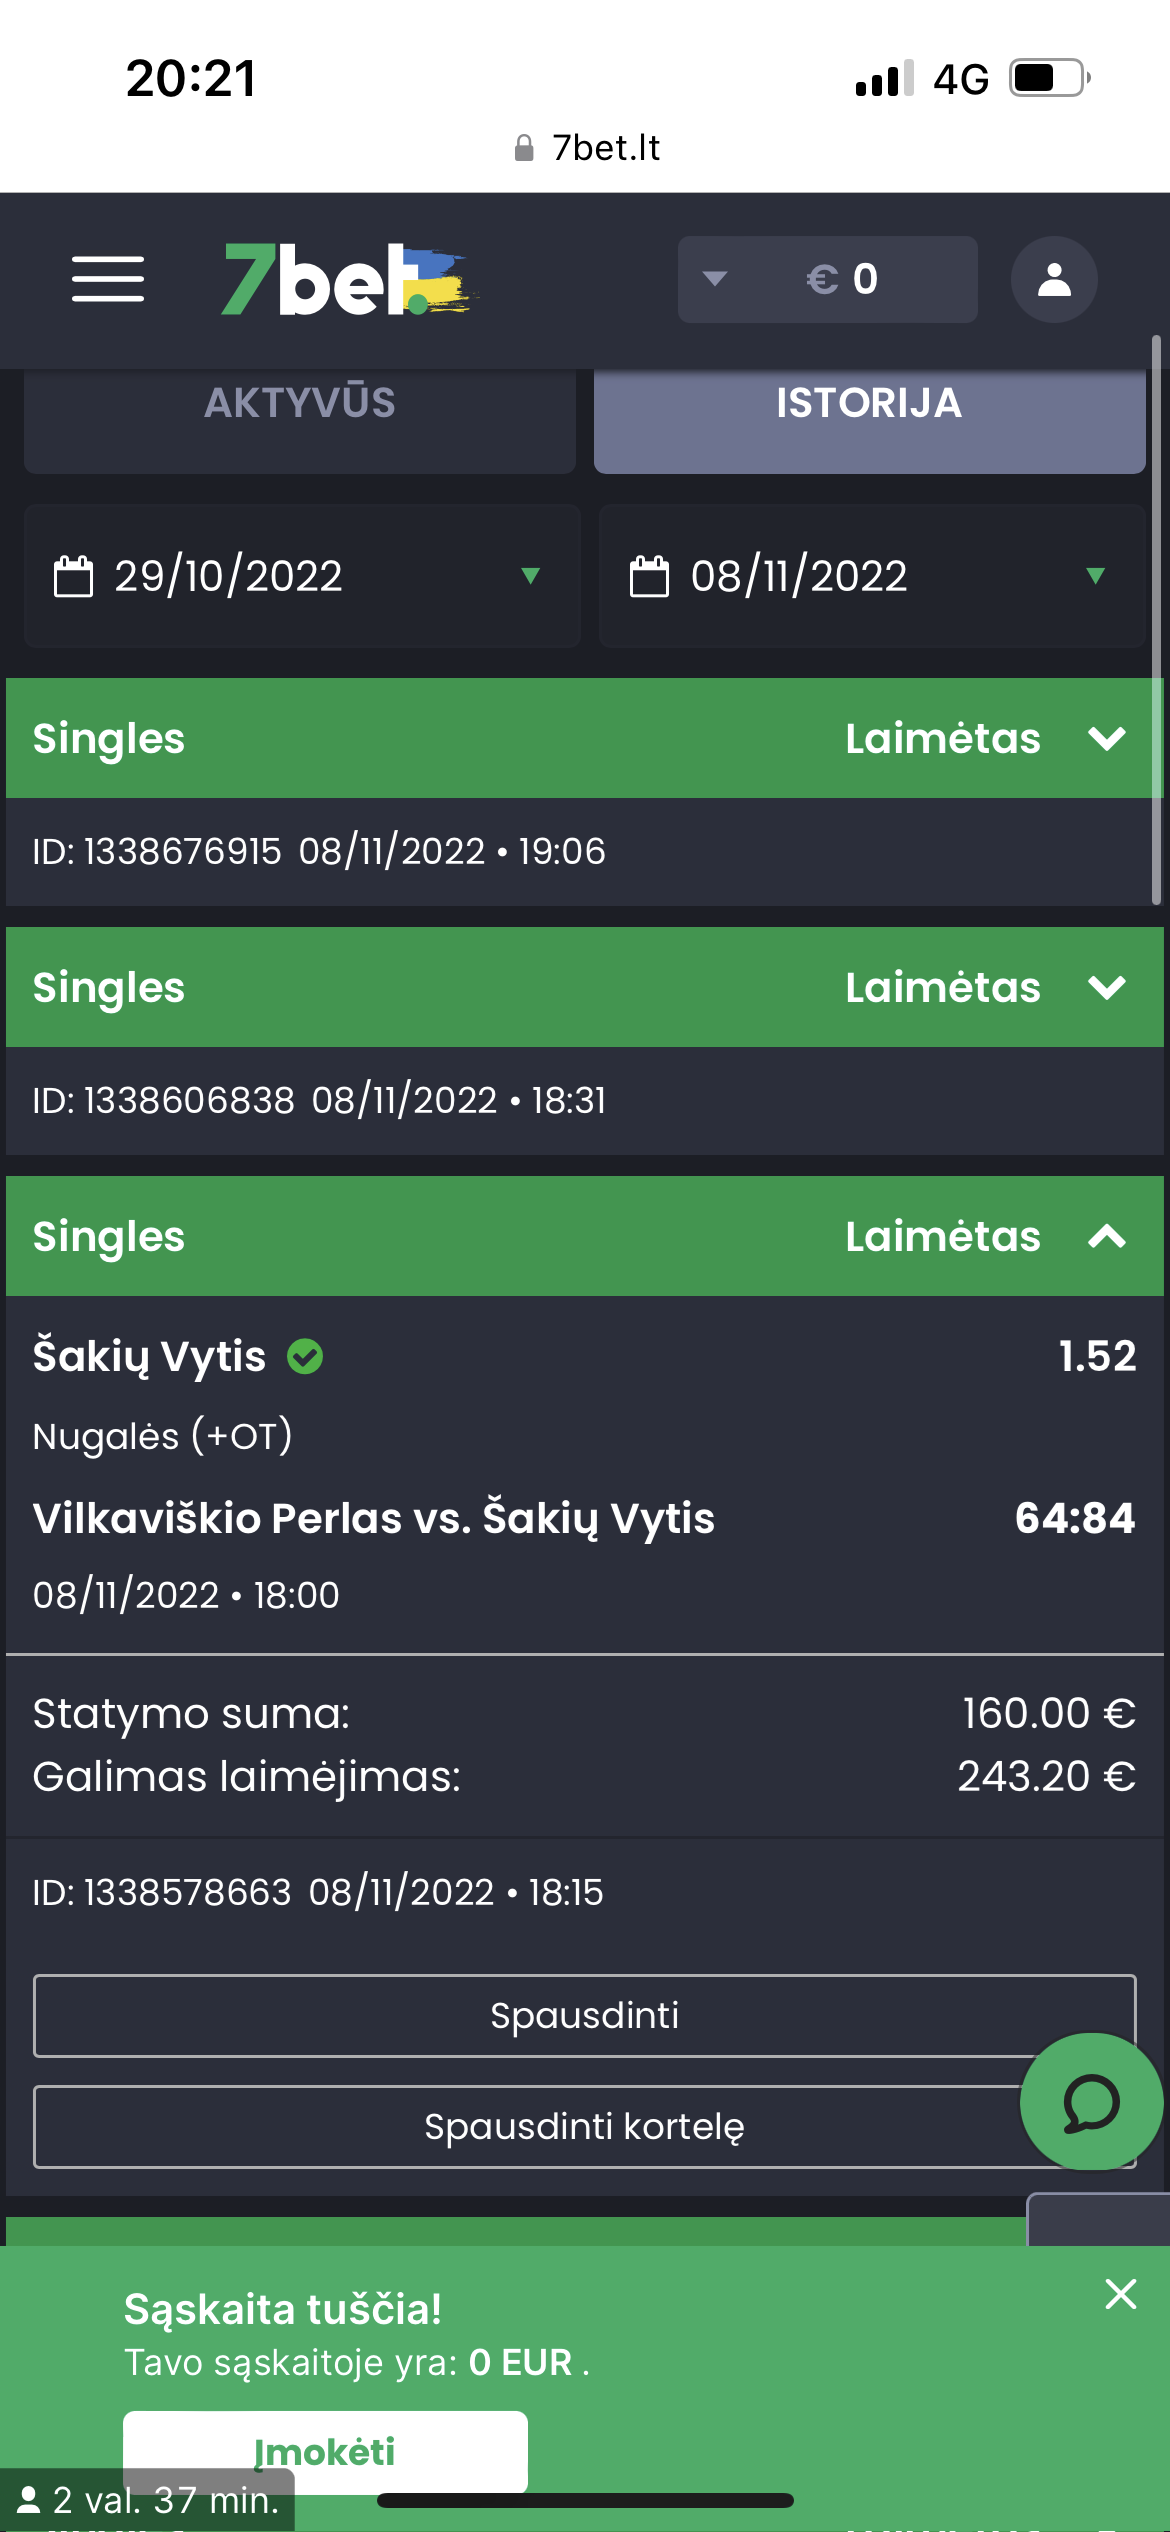 20:21
4G
7bet.lt
7bet.
€ 0
AKTYVŪS
ISTORIJA
29/10/2022
08/11/2022
Singles Laimėtas
ID: 1338676915 08/11/2022 • 19:06
Singles Laimėtas
ID: 1338606838 08/11/2022 • 18:31
Singles Laimėtas
Šakių Vytis 1.52
Nugalės (+OT)
Vilkaviškio Perlas vs. Šakių Vytis 64:84
08/11/2022 • 18:00
Statymo suma: 160.00 €
Galimas laimėjimas: 243.20 €
ID: 1338578663 08/11/2022 • 18:15
Spausdinti
Spausdinti kortelę
Sąskaita tuščia!
Tavo sąskaitoje yra: 0 EUR .
Įmokėti
2 val. 37 min.